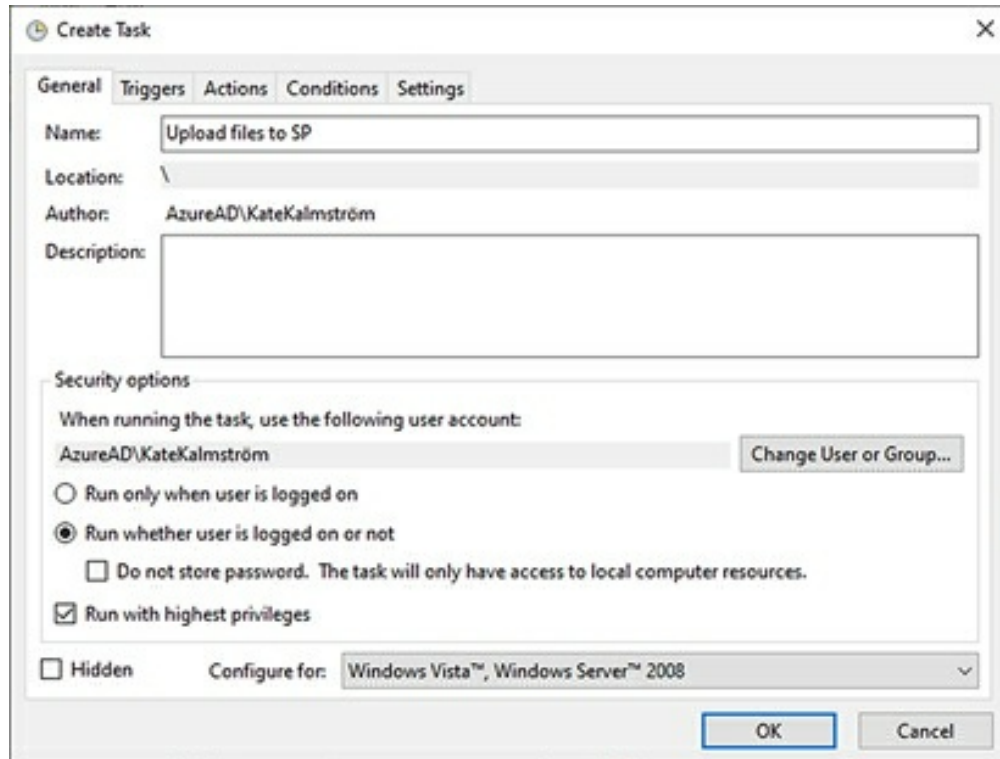 Create Task
General Triggers Actions Conditions Settings
Name: Upload files to SP
Location: \
Author: AzureAD\KateKalmström
Description:
Security options
When running the task, use the following user account:
AzureAD\KateKalmström Change User or Group...
Run only when user is logged on
Run whether user is logged on or not
Do not store password. The task will only have access to local computer resources.
Run with highest privileges
Hidden Configure for: Windows Vista™, Windows Server™ 2008
OK Cancel